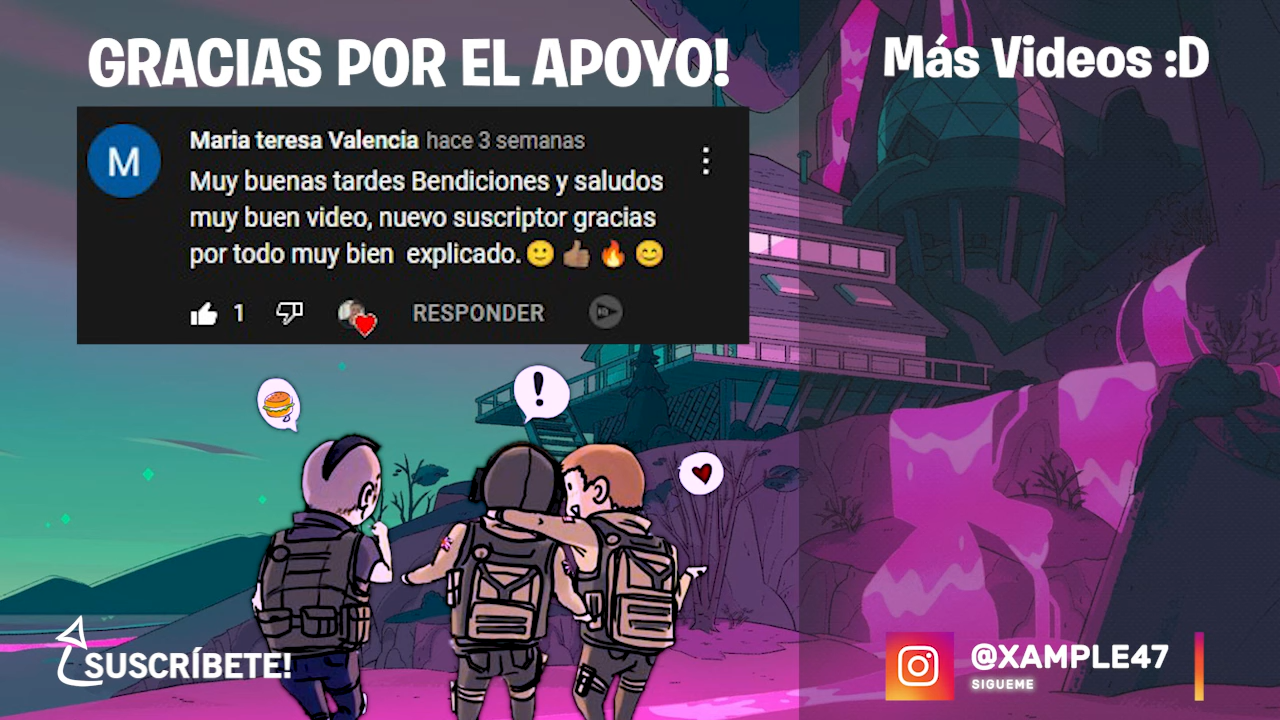 GRACIAS POR EL APOYO!
Más Videos :D
M
Maria teresa Valencia hace 3 semanas
Muy buenas tardes Bendiciones y saludos
muy buen video, nuevo suscriptor gracias
por todo muy bien explicado. 🙂 👍🏽 🔥 😊
1 RESPONDER
!
SUSCRÍBETE!
@XAMPLE47
SIGUEME